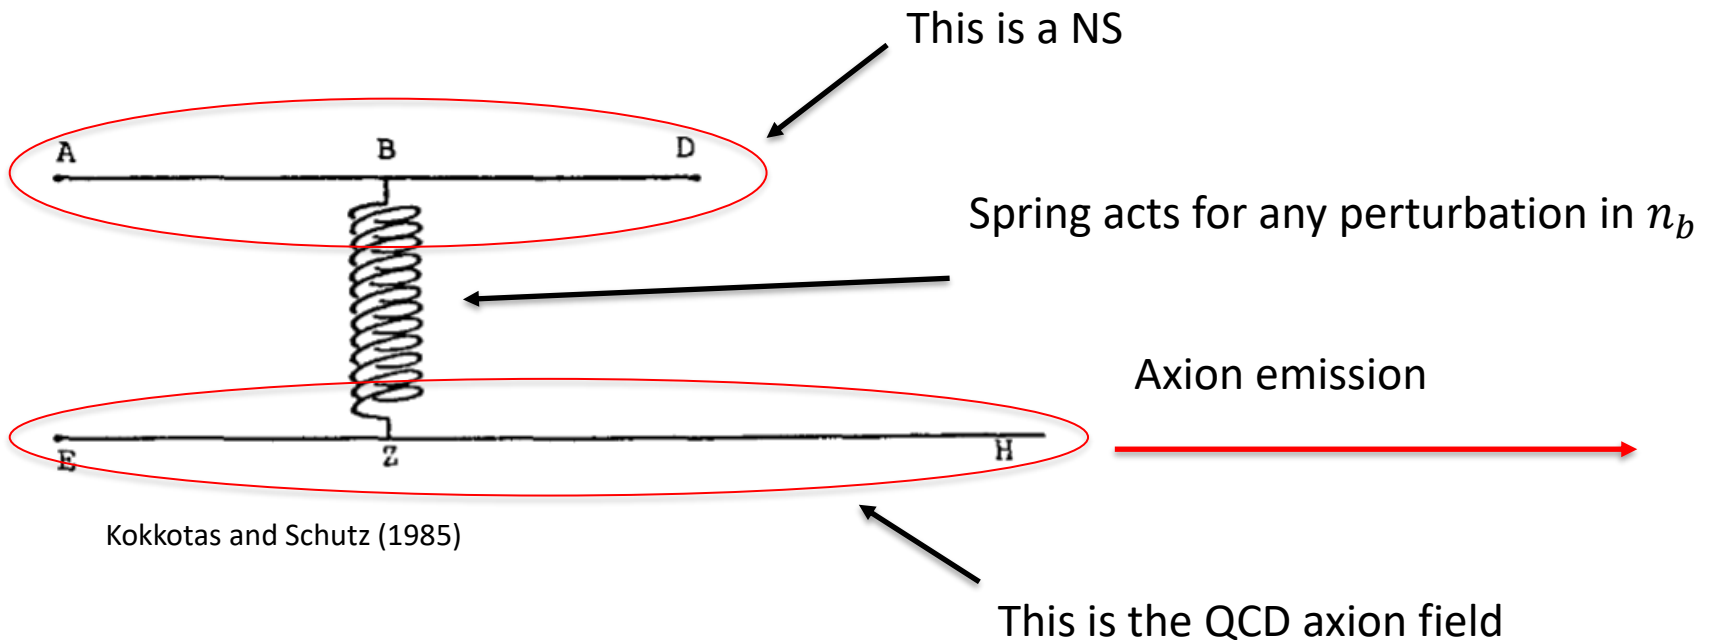 This is a NS
A B D
Spring acts for any perturbation in n_b
Axion emission
E Z H
Kokkotas and Schutz (1985)
This is the QCD axion field